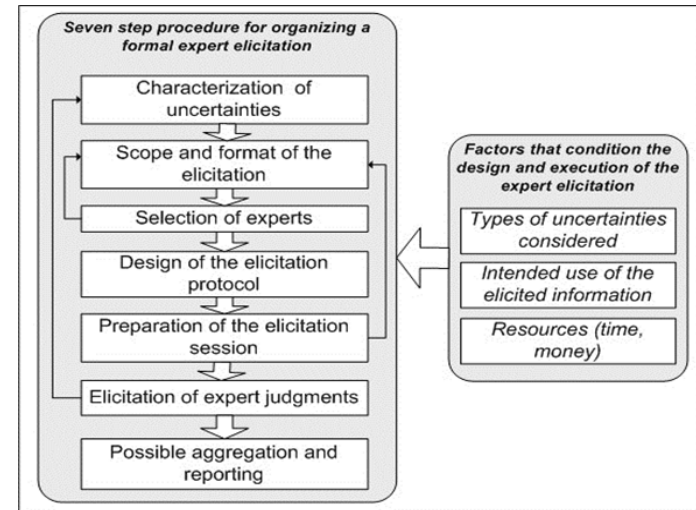 Seven step procedure for organizing a
formal expert elicitation
Characterization of
uncertainties
Scope and format of the
elicitation
Selection of experts
Design of the elicitation
protocol
Preparation of the elicitation
session
Elicitation of expert judgments
Possible aggregation and
reporting
Factors that condition the
design and execution of the
expert elicitation
Types of uncertainties
considered
Intended use of the
elicited information
Resources (time,
money)